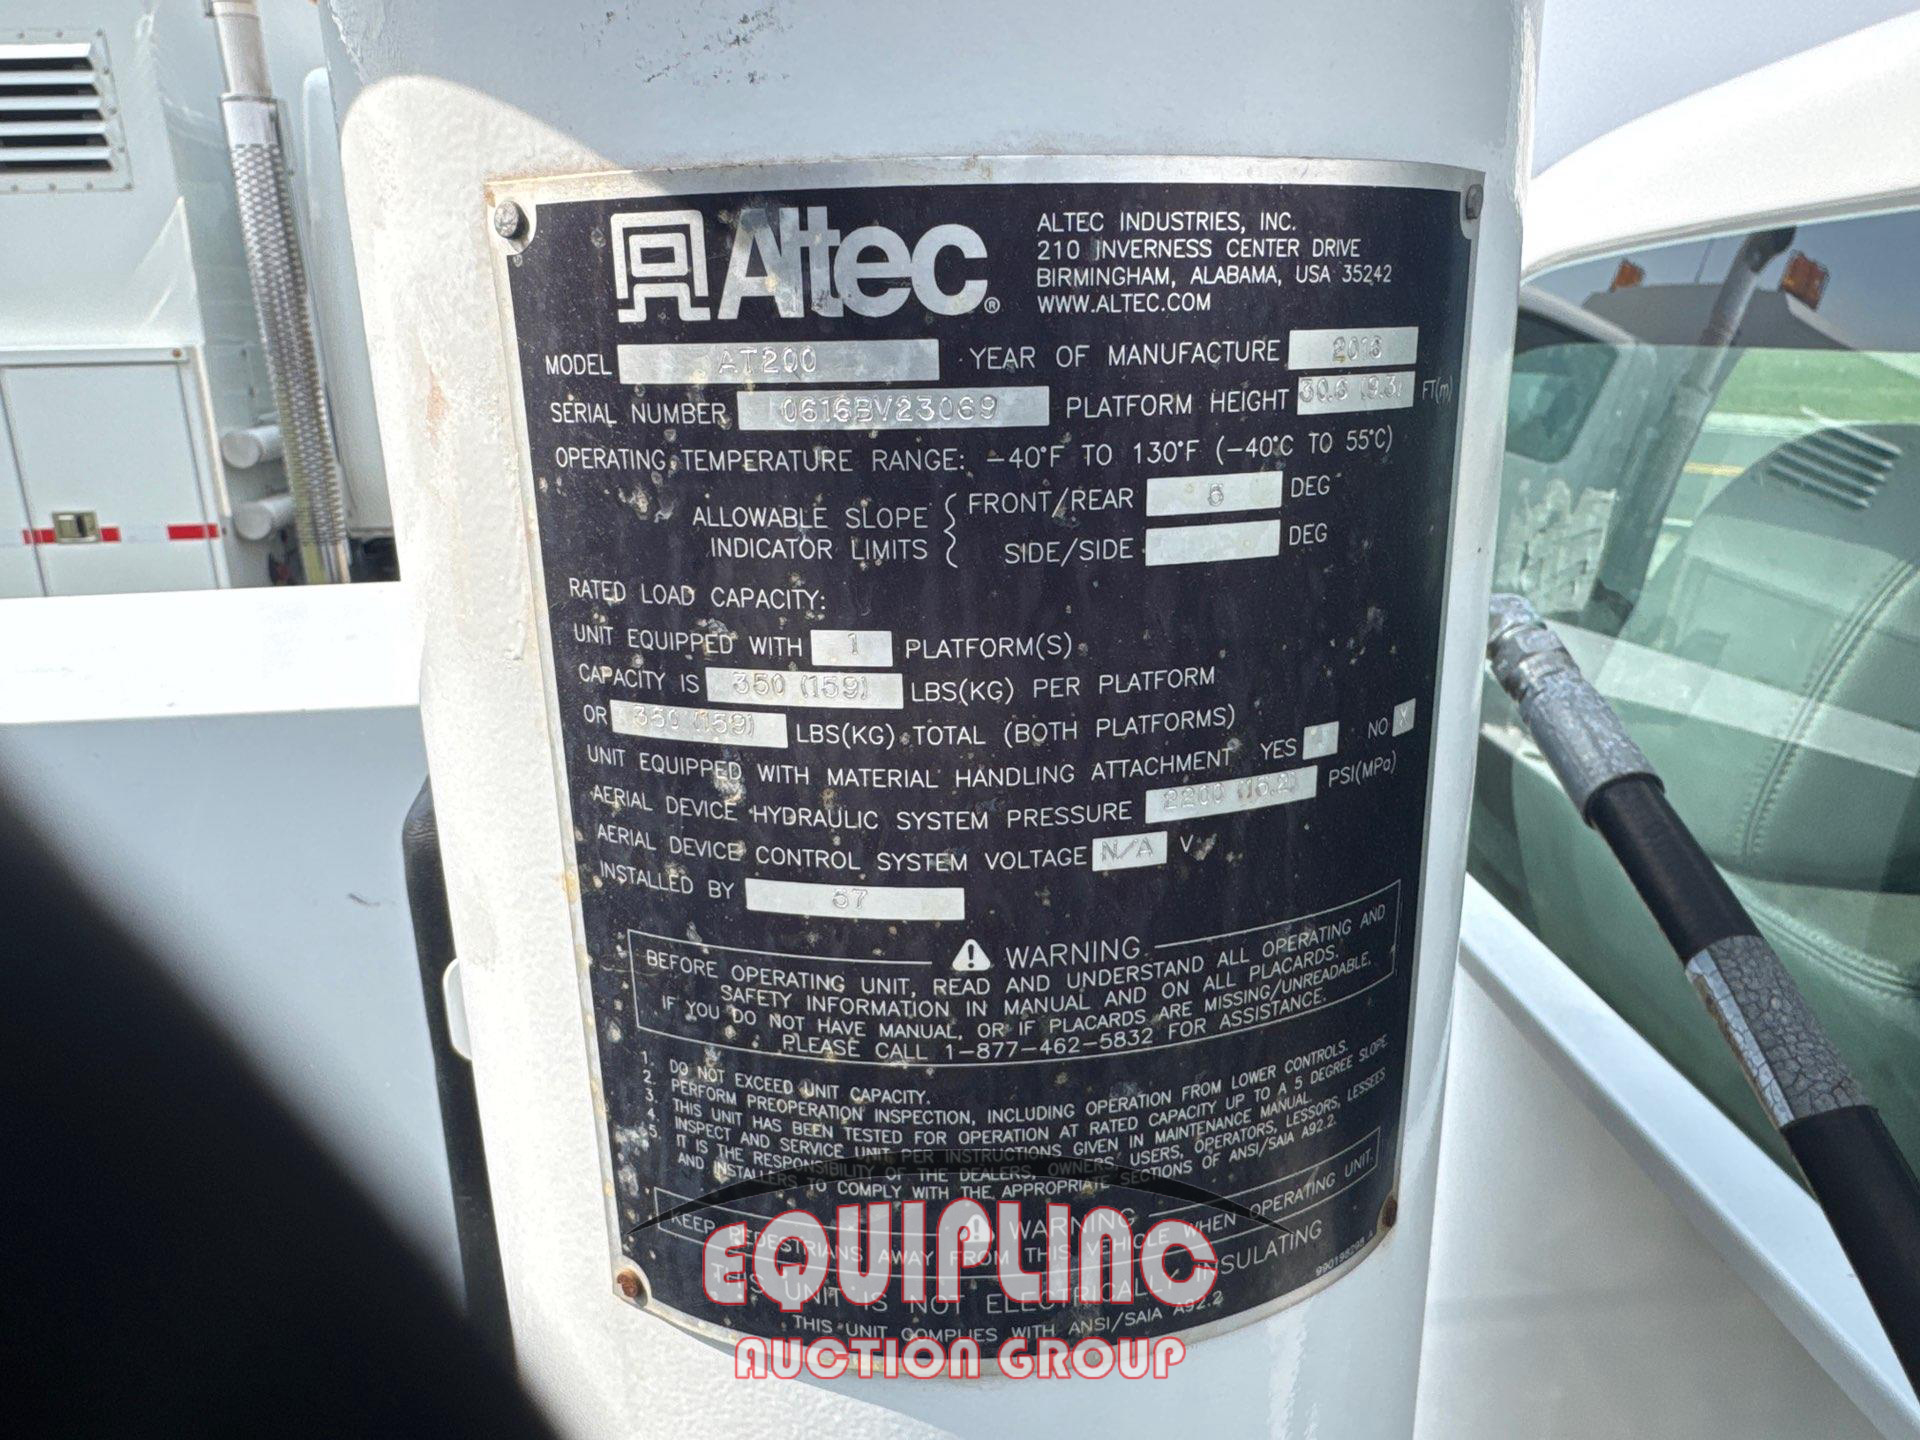 Altec®
ALTEC INDUSTRIES, INC.
210 INVERNESS CENTER DRIVE
BIRMINGHAM, ALABAMA, USA 35242
WWW.ALTEC.COM
MODEL AT200 YEAR OF MANUFACTURE 2016
SERIAL NUMBER 0616BV23069 PLATFORM HEIGHT 30.6 (9.3) FT(m)
OPERATING TEMPERATURE RANGE: -40°F TO 130°F (-40°C TO 55°C)
ALLOWABLE SLOPE INDICATOR LIMITS { FRONT/REAR 5 DEG
SIDE/SIDE DEG
RATED LOAD CAPACITY:
UNIT EQUIPPED WITH 1 PLATFORM(S)
CAPACITY IS 350 (159) LBS(KG) PER PLATFORM
OR 350 (159) LBS(KG) TOTAL (BOTH PLATFORMS)
UNIT EQUIPPED WITH MATERIAL HANDLING ATTACHMENT YES NO X
AERIAL DEVICE HYDRAULIC SYSTEM PRESSURE 2200 (15.2) PSI(MPa)
AERIAL DEVICE CONTROL SYSTEM VOLTAGE N/A V
INSTALLED BY 67
WARNING
BEFORE OPERATING UNIT, READ AND UNDERSTAND ALL OPERATING AND
SAFETY INFORMATION IN MANUAL AND ON ALL PLACARDS.
IF YOU DO NOT HAVE MANUAL, OR IF PLACARDS ARE MISSING/UNREADABLE,
PLEASE CALL 1-877-462-5832 FOR ASSISTANCE.
1. DO NOT EXCEED UNIT CAPACITY.
2. PERFORM PREOPERATION INSPECTION, INCLUDING OPERATION FROM LOWER CONTROLS.
3. THIS UNIT HAS BEEN TESTED FOR OPERATION AT RATED CAPACITY UP TO A 5 DEGREE SLOPE.
4. INSPECT AND SERVICE UNIT PER INSTRUCTIONS GIVEN IN MAINTENANCE MANUAL.
5. IT IS THE RESPONSIBILITY OF THE DEALERS, OWNERS, USERS, OPERATORS, LESSORS, LESSEES
AND INSTALLERS TO COMPLY WITH THE APPROPRIATE SECTIONS OF ANSI/SAIA A92.2.
WARNING
KEEP PEDESTRIANS AWAY FROM THIS VEHICLE WHEN OPERATING UNIT.
THIS UNIT IS NOT ELECTRICALLY INSULATING
THIS UNIT COMPLIES WITH ANSI/SAIA A92.2
EQUIPLINC
AUCTION GROUP